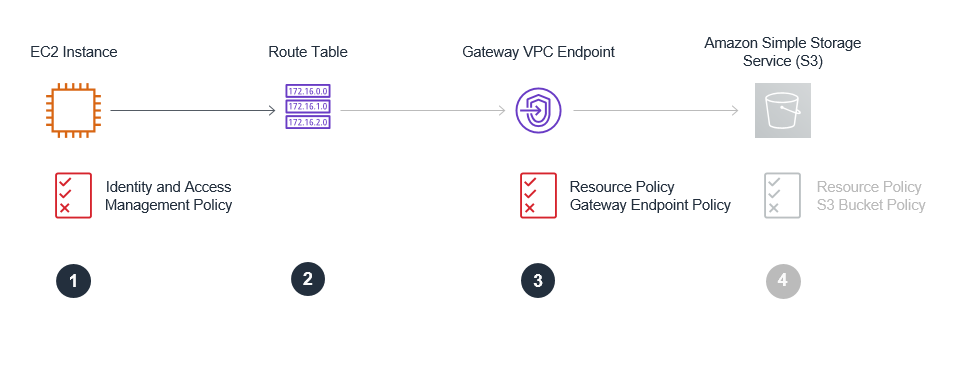 EC2 Instance
Route Table
Gateway VPC Endpoint
Amazon Simple Storage
Service (S3)
172.16.0.0
172.16.1.0
172.16.2.0
Identity and Access
Management Policy
Resource Policy
Gateway Endpoint Policy
Resource Policy
S3 Bucket Policy
1
2
3
4